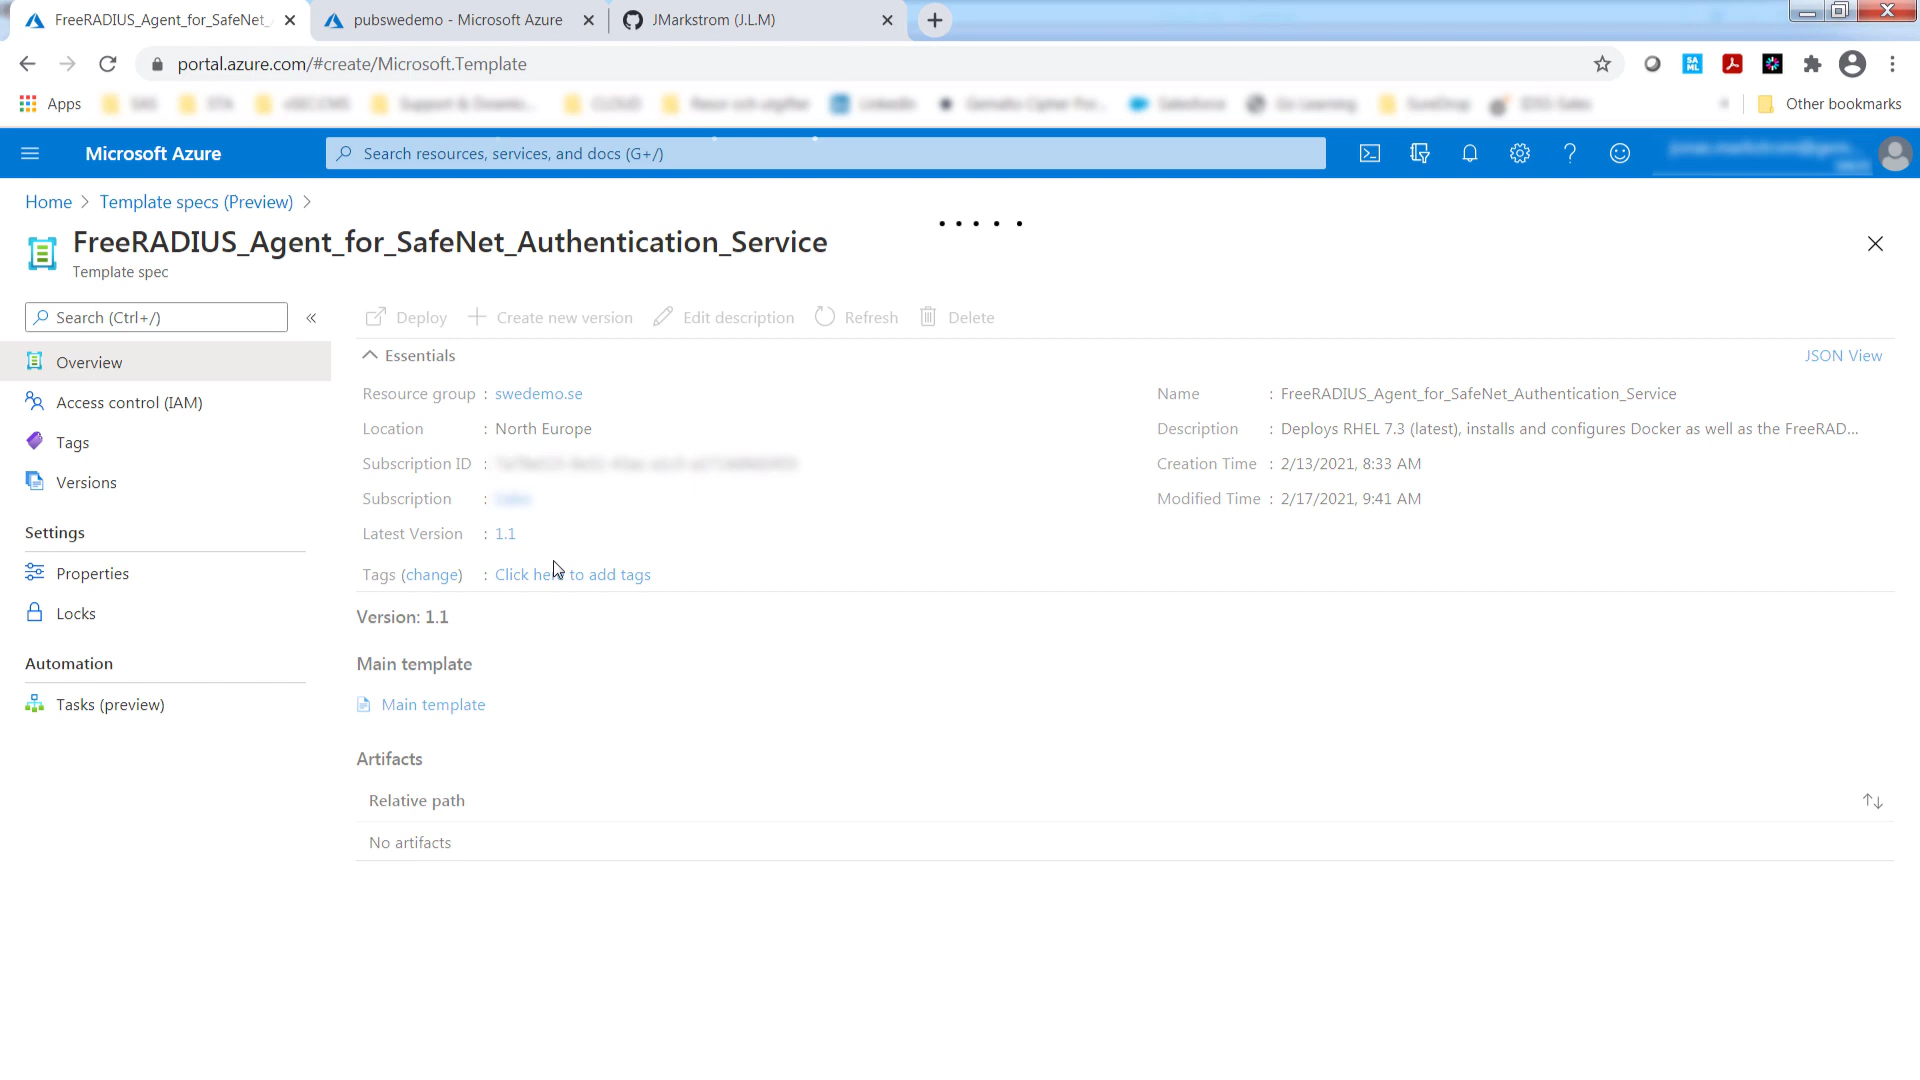 FreeRADIUS_Agent_for_SafeNet_
pubswedemo - Microsoft Azure
JMarkstrom (J.L.M)
portal.azure.com/#create/Microsoft.Template
SA
ML
Apps
Other bookmarks
Microsoft Azure
Search resources, services, and docs (G+/)
Home > Template specs (Preview) >
FreeRADIUS_Agent_for_SafeNet_Authentication_Service
Template spec
Search (Ctrl+/)
Deploy
Create new version
Edit description
Refresh
Delete
Overview
Access control (IAM)
Tags
Versions
Settings
Properties
Locks
Automation
Tasks (preview)
Essentials
JSON View
Resource group : swedemo.se
Location : North Europe
Subscription ID :
Subscription :
Latest Version : 1.1
Tags (change) : Click here to add tags
Name : FreeRADIUS_Agent_for_SafeNet_Authentication_Service
Description : Deploys RHEL 7.3 (latest), installs and configures Docker as well as the FreeRAD...
Creation Time : 2/13/2021, 8:33 AM
Modified Time : 2/17/2021, 9:41 AM
Version: 1.1
Main template
Main template
Artifacts
Relative path
No artifacts